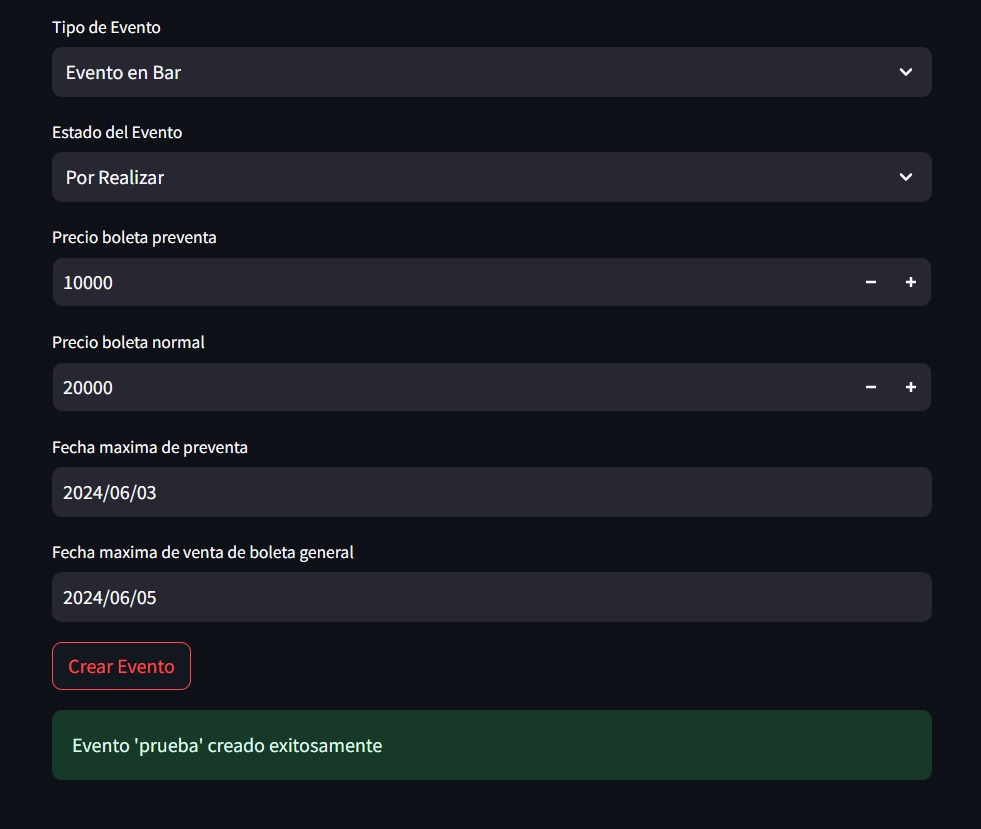 Tipo de Evento
Evento en Bar
Estado del Evento
Por Realizar
Precio boleta preventa
10000
Precio boleta normal
20000
Fecha maxima de preventa
2024/06/03
Fecha maxima de venta de boleta general
2024/06/05
Crear Evento
Evento 'prueba' creado exitosamente